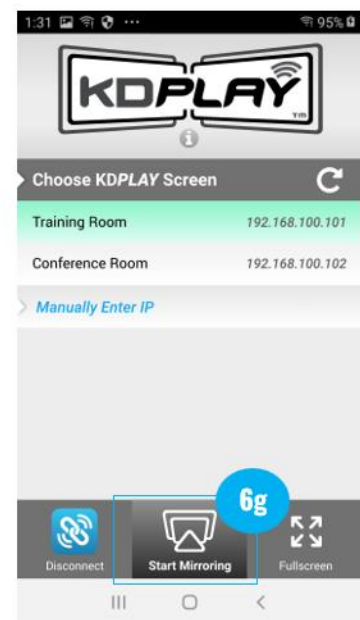 1:31
95%
KDPLAY
TM
i
Choose KDPLAY Screen
Training Room 192.168.100.101
Conference Room 192.168.100.102
Manually Enter IP
6g
Disconnect Start Mirroring Fullscreen